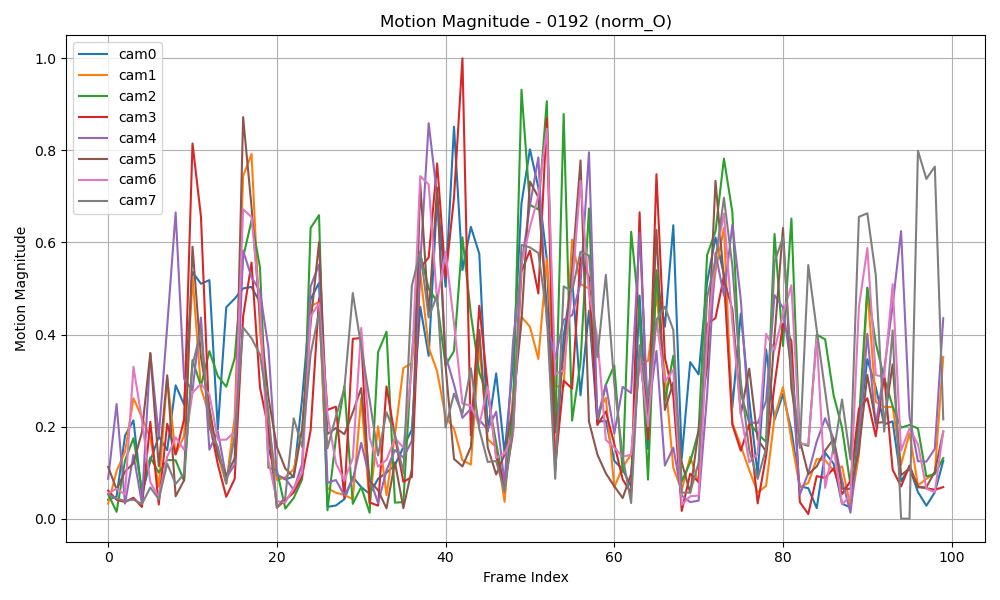 Motion Magnitude - 0192 (norm_O)
cam0
cam1
cam2
cam3
cam4
cam5
cam6
cam7
1.0
0.8
0.6
0.4
0.2
0.0
Motion Magnitude
0 20 40 60 80 100
Frame Index